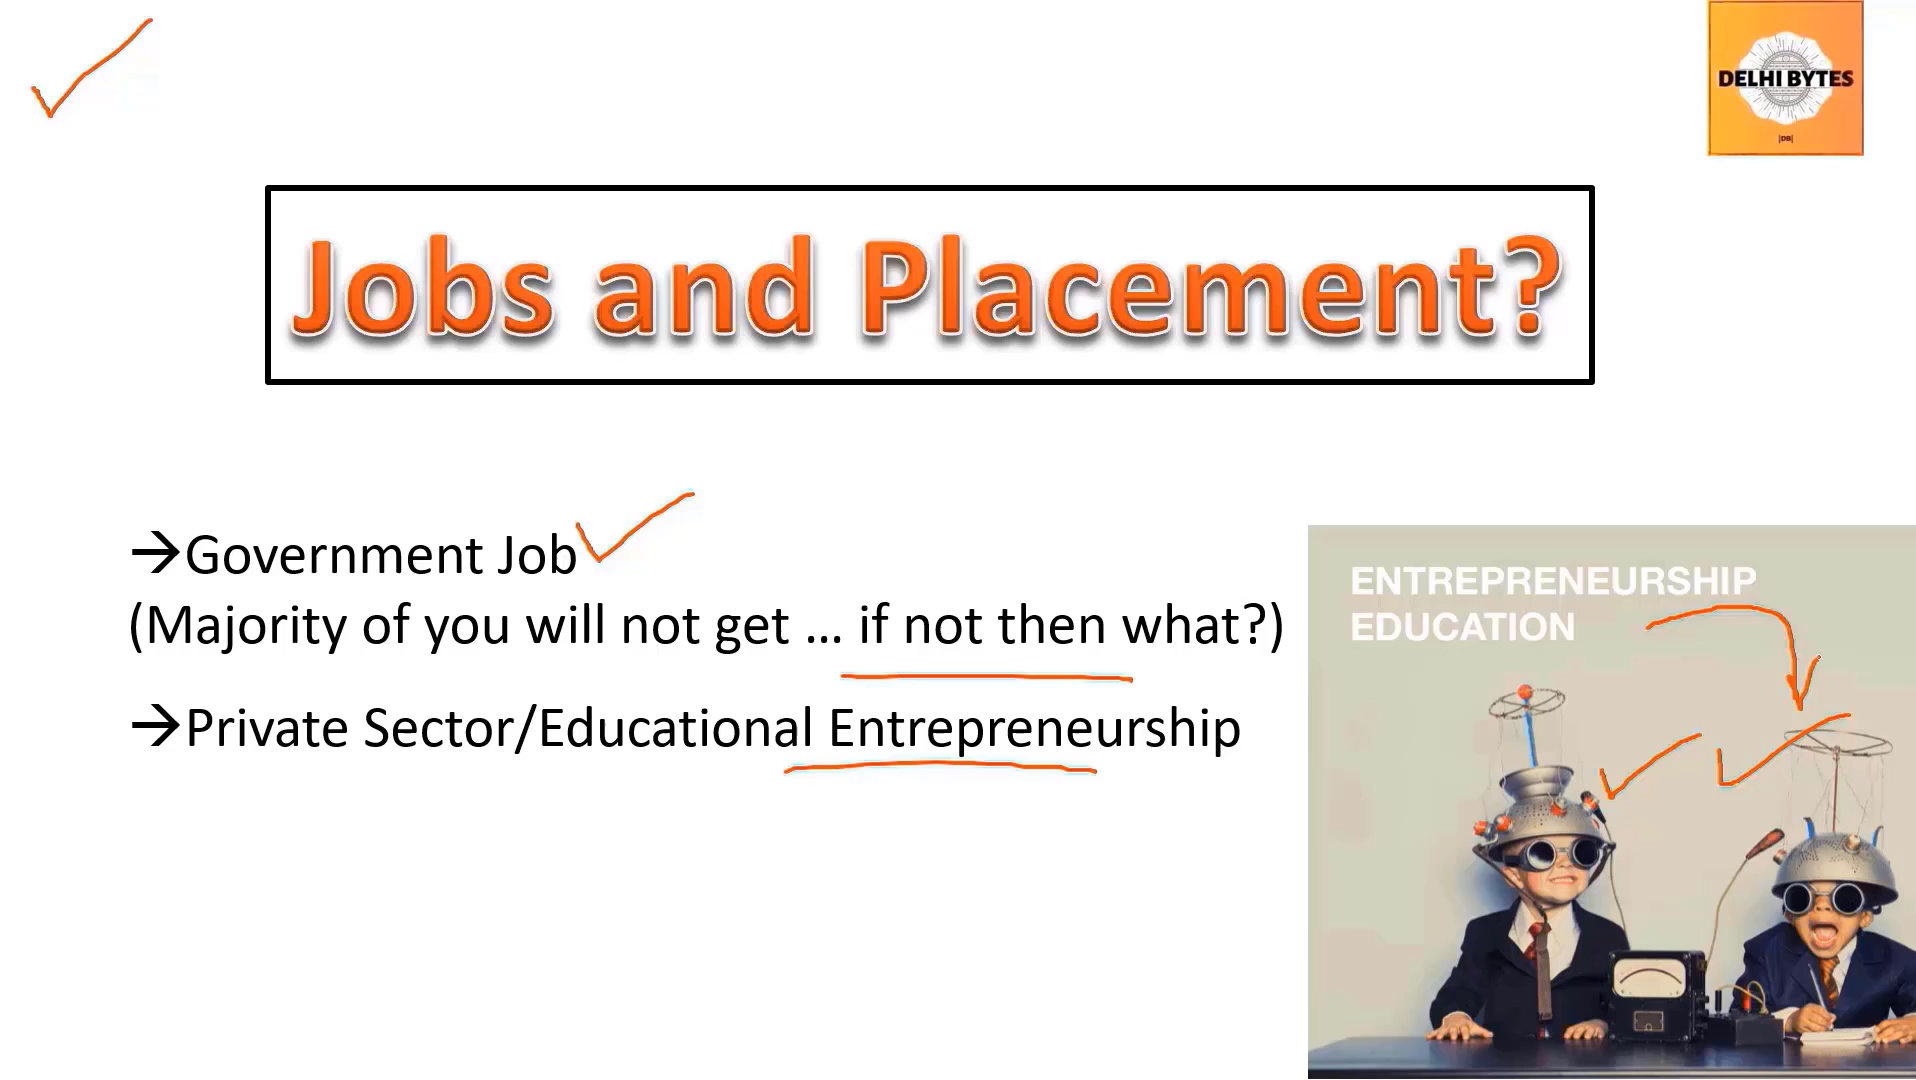 DELHI BYTES
|DB|
Jobs and Placement?
→Government Job
(Majority of you will not get ... if not then what?)
→Private Sector/Educational Entrepreneurship
ENTREPRENEURSHIP
EDUCATION